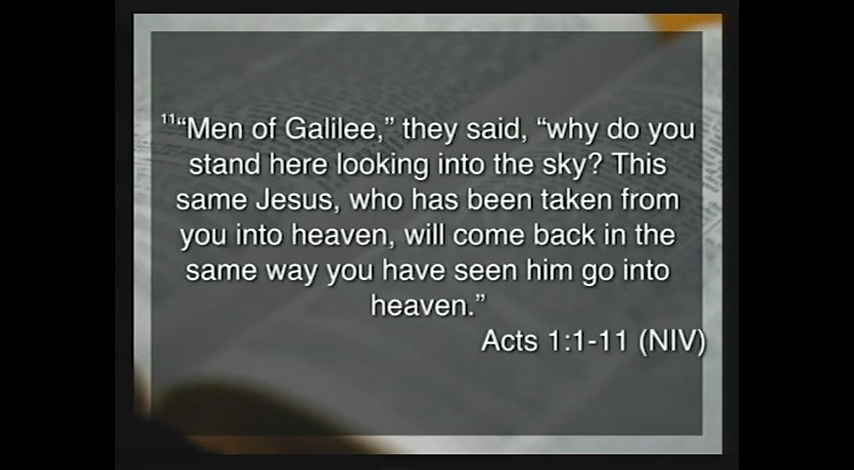 ¹¹“Men of Galilee,” they said, “why do you
stand here looking into the sky? This
same Jesus, who has been taken from
you into heaven, will come back in the
same way you have seen him go into
heaven.”
Acts 1:1-11 (NIV)